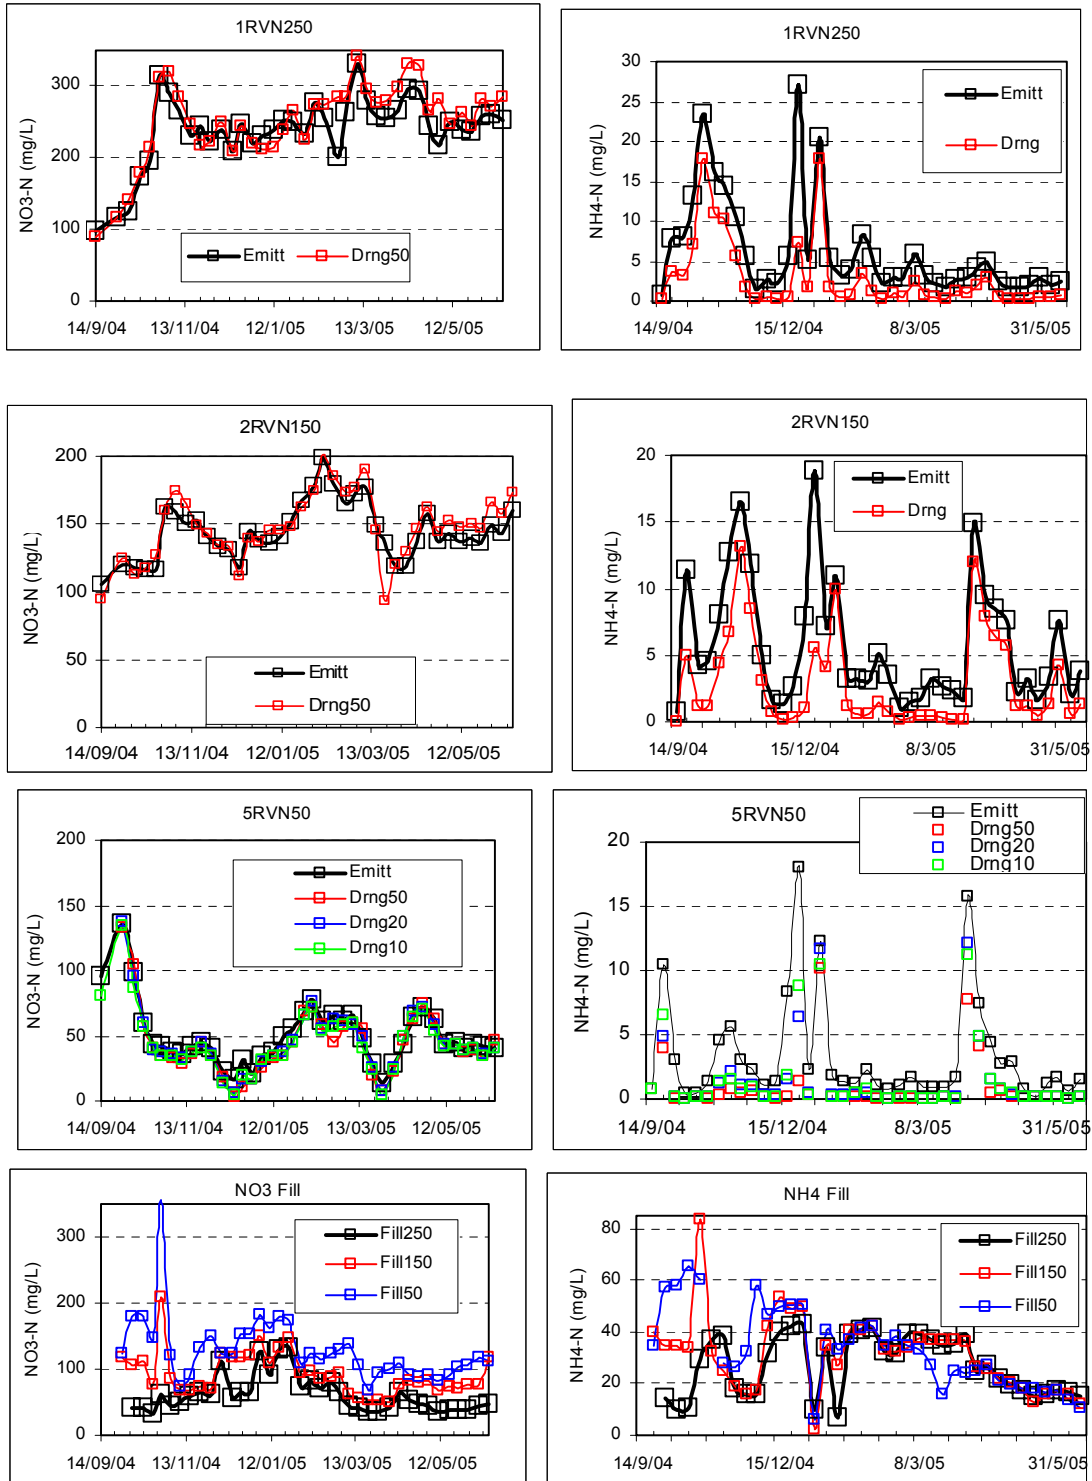 1RVN250
NO3-N (mg/L)
300
200
100
0
Emitt
Drng50
14/9/04 13/11/04 12/1/05 13/3/05 12/5/05
1RVN250
NH4-N (mg/L)
30
25
20
15
10
5
0
Emitt
Drng
14/9/04 15/12/04 8/3/05 31/5/05
2RVN150
NO3-N (mg/L)
200
150
100
50
0
Emitt
Drng50
14/09/04 13/11/04 12/01/05 13/03/05 12/05/05
2RVN150
NH4-N (mg/L)
20
15
10
5
0
Emitt
Drng
14/9/04 15/12/04 8/3/05 31/5/05
5RVN50
NO3-N (mg/L)
200
150
100
50
0
Emitt
Drng50
Drng20
Drng10
14/09/04 13/11/04 12/01/05 13/03/05 12/05/05
5RVN50
NH4-N (mg/L)
20
10
5
0
Emitt
Drng50
Drng20
Drng10
14/9/04 15/12/04 8/3/05 31/5/05
NO3 Fill
NO3-N (mg/L)
300
200
100
0
Fill250
Fill150
Fill50
14/09/04 13/11/04 12/01/05 13/03/05 12/05/05
NH4 Fill
NH4-N (mg/L)
80
60
40
20
0
Fill250
Fill150
Fill50
14/9/04 15/12/04 8/3/05 31/5/05